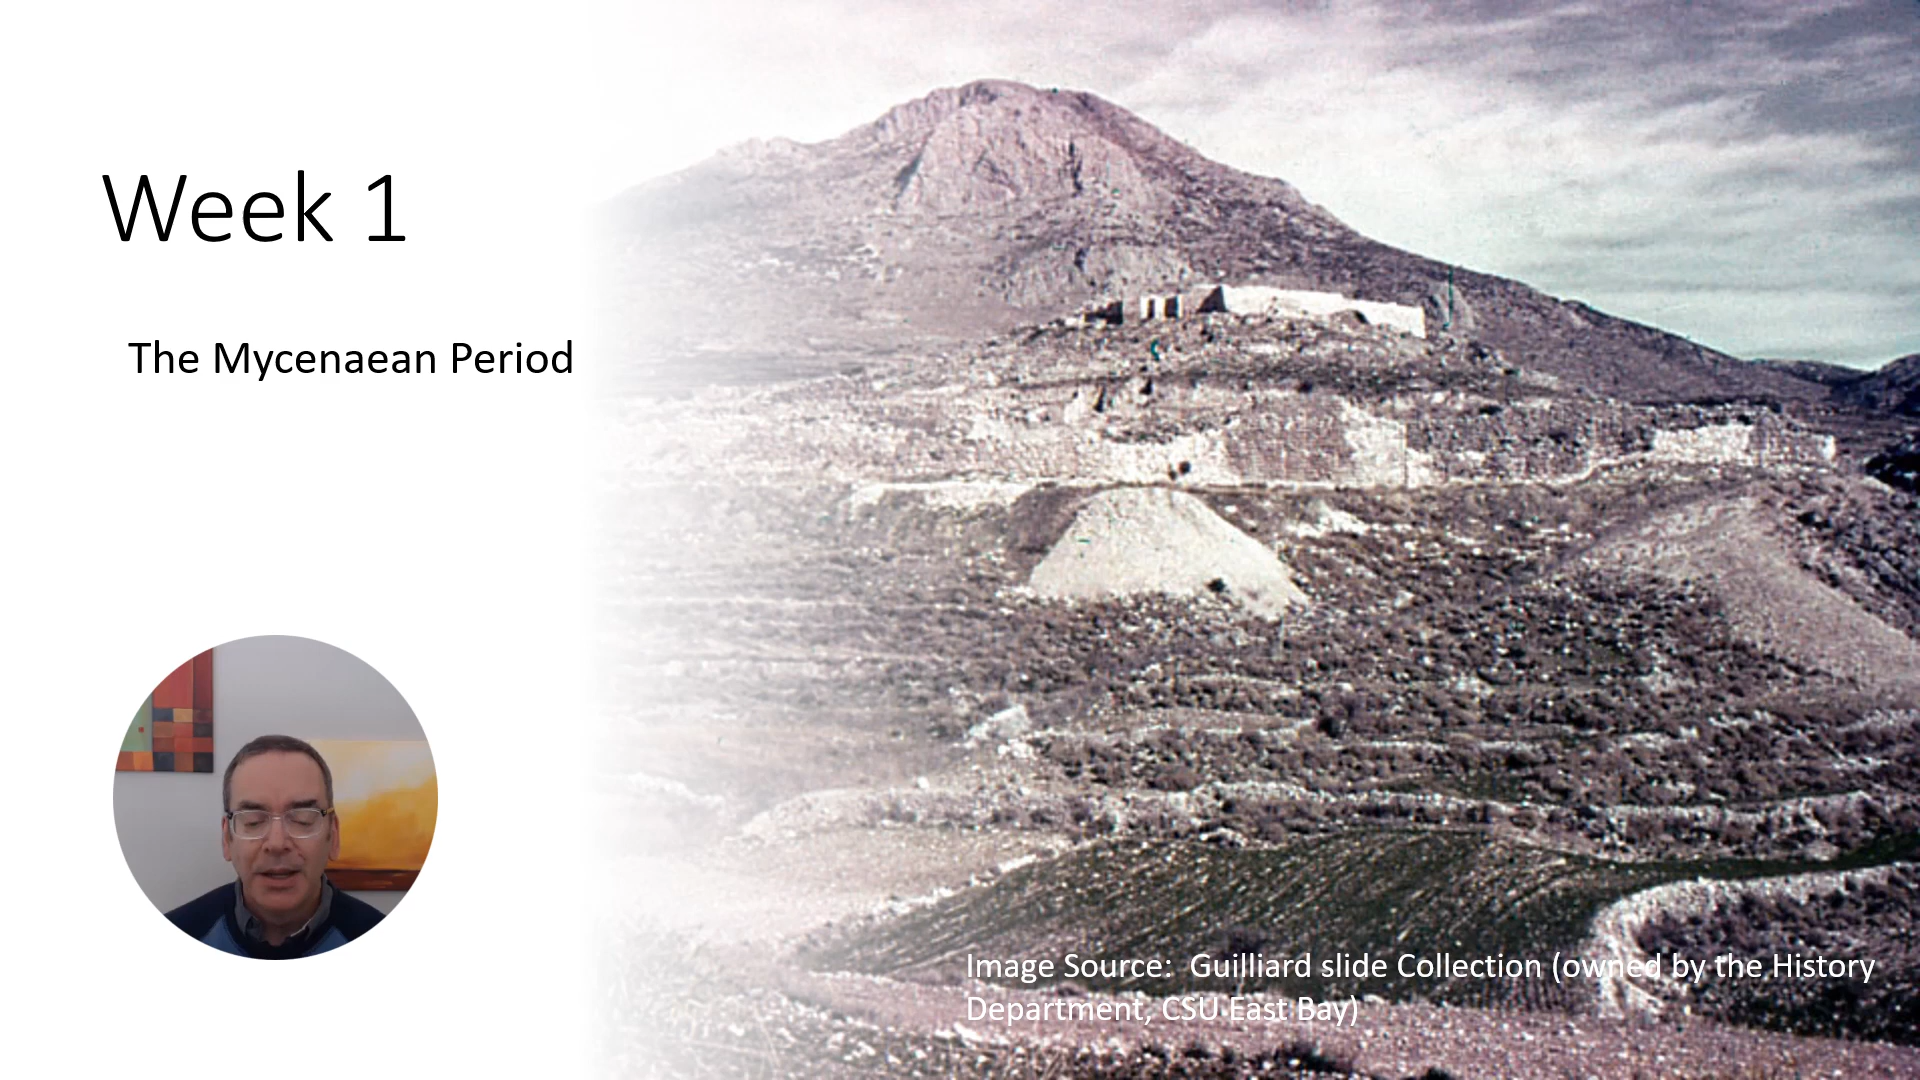 Week 1
The Mycenaean Period
Image Source:  Guilliard slide Collection (owned by the History
Department, CSU East Bay)